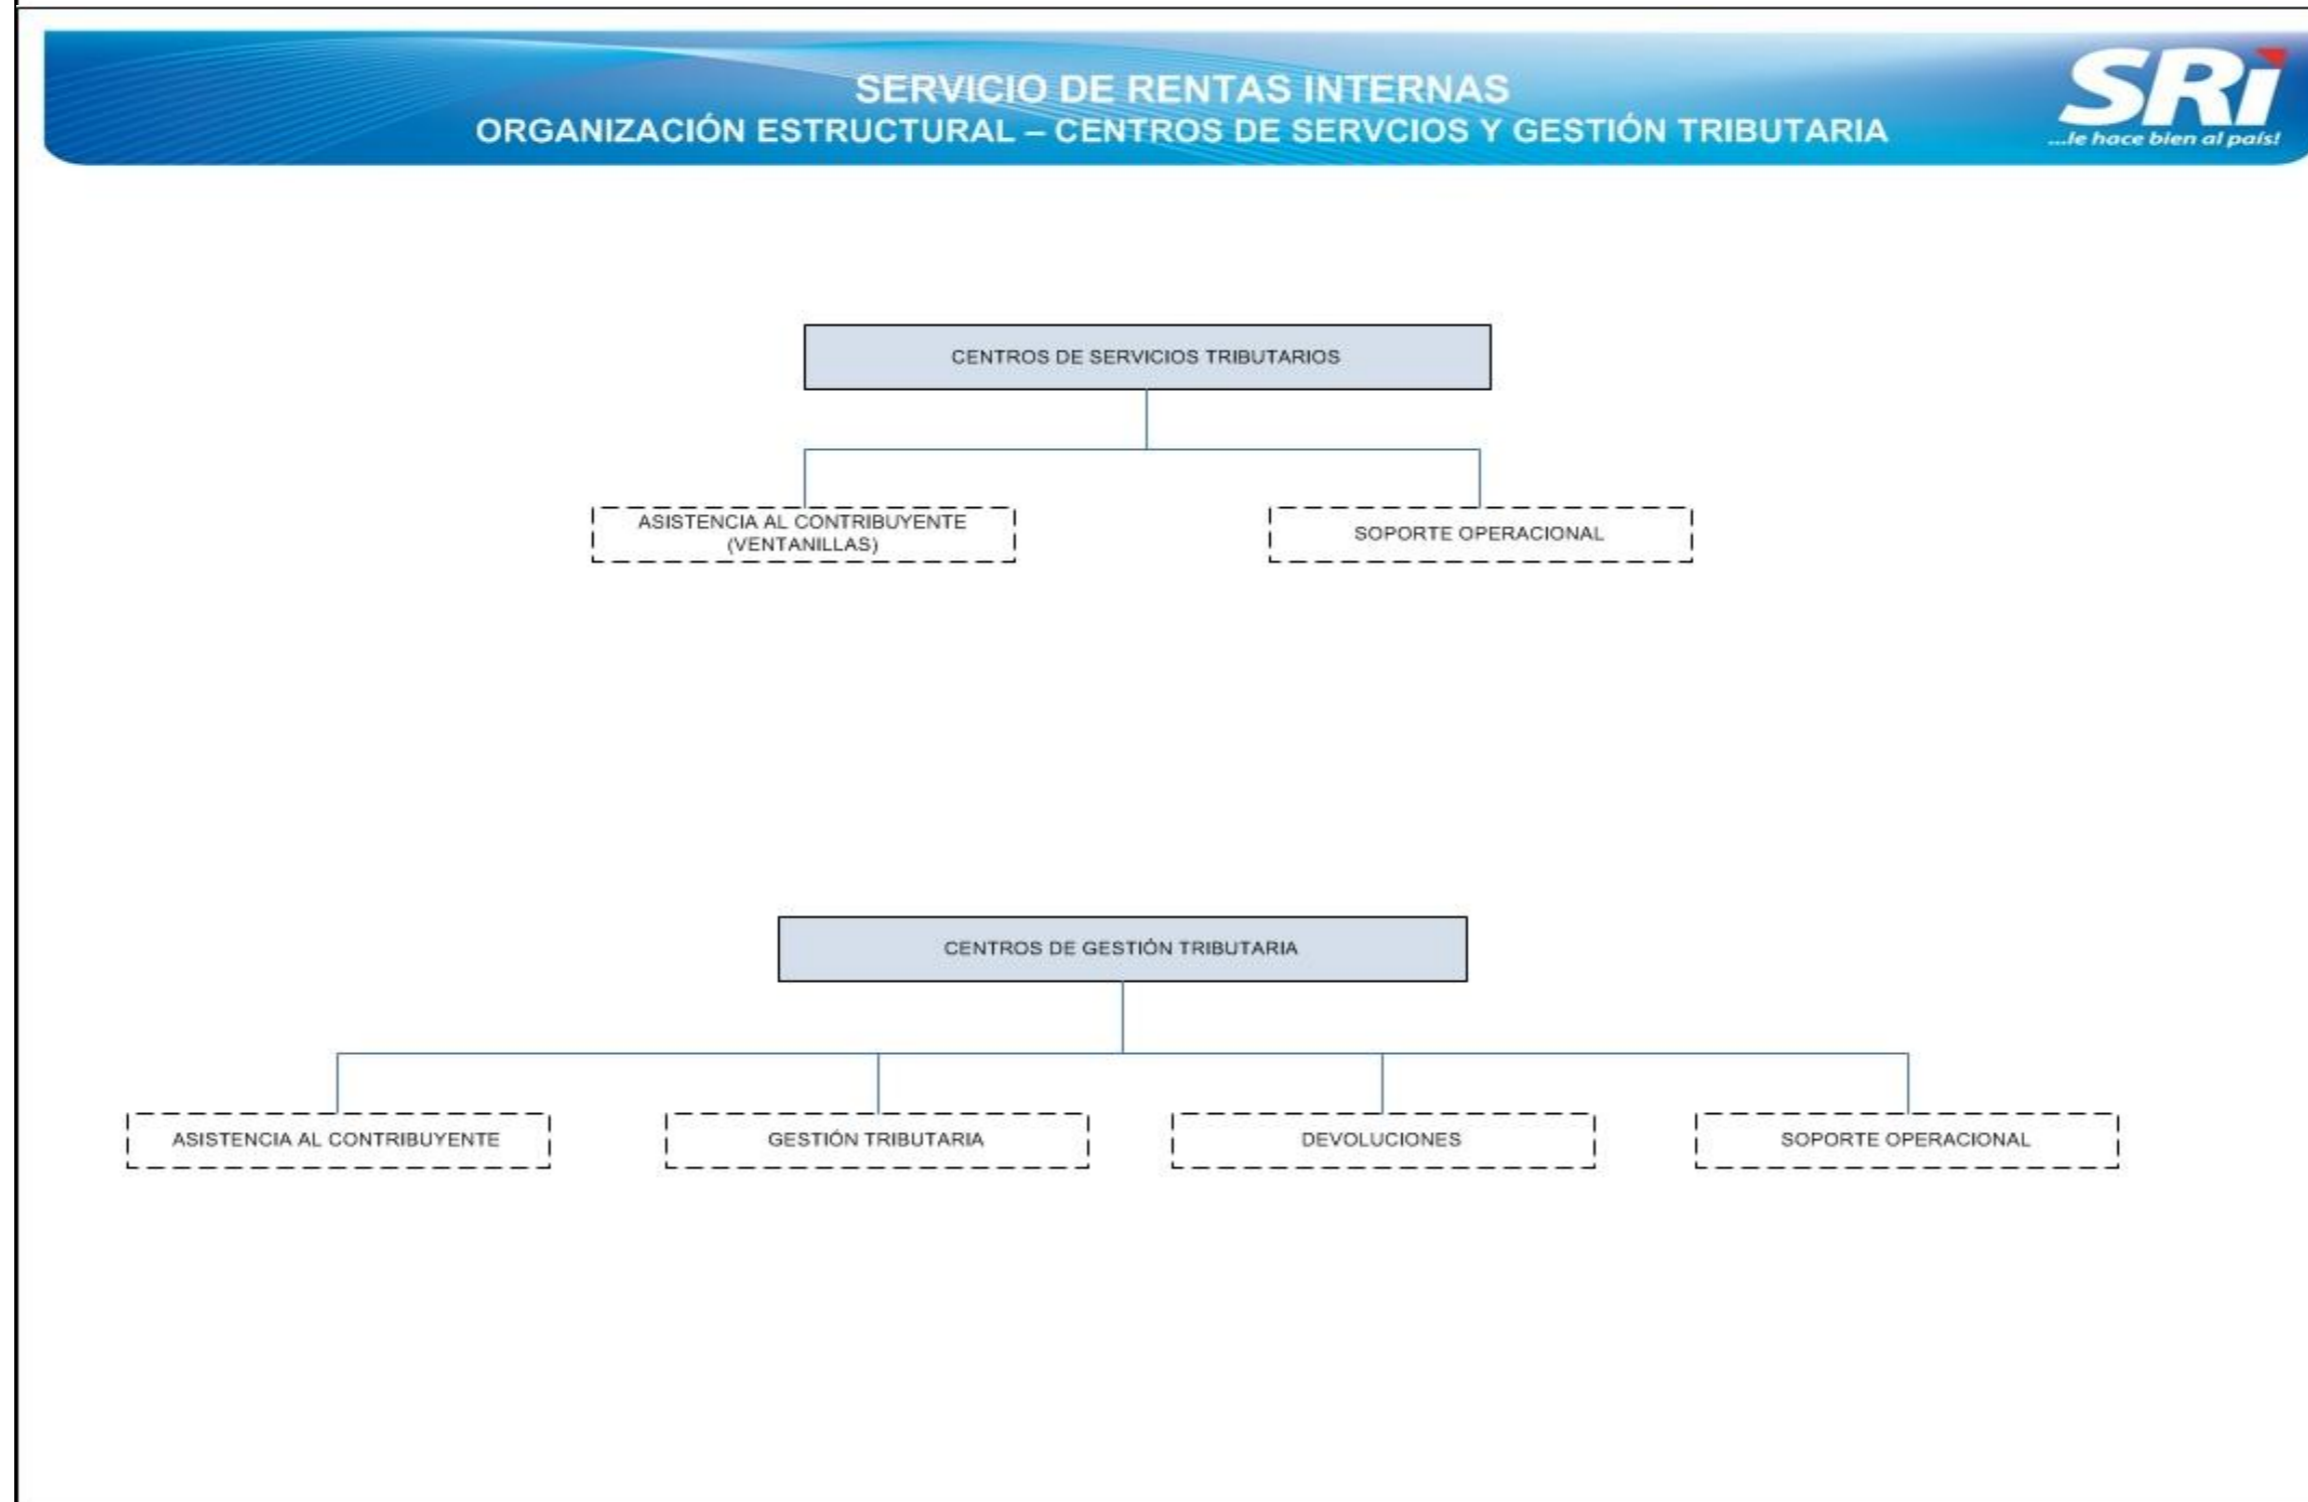 SERVICIO DE RENTAS INTERNAS
ORGANIZACIÓN ESTRUCTURAL – CENTROS DE SERVCIOS Y GESTIÓN TRIBUTARIA
SRi
...le hace bien al país!
CENTROS DE SERVICIOS TRIBUTARIOS
ASISTENCIA AL CONTRIBUYENTE
(VENTANILLAS)
SOPORTE OPERACIONAL
CENTROS DE GESTIÓN TRIBUTARIA
ASISTENCIA AL CONTRIBUYENTE
GESTIÓN TRIBUTARIA
DEVOLUCIONES
SOPORTE OPERACIONAL